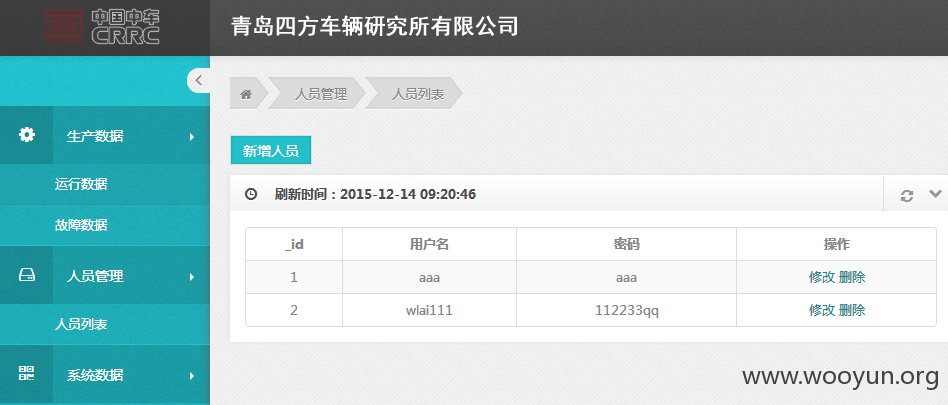 中国中车
CRRC
青岛四方车辆研究所有限公司
人员管理 人员列表
生产数据
运行数据
故障数据
人员管理
人员列表
系统数据
新增人员
刷新时间：2015-12-14 09:20:46
_id 用户名 密码 操作
1 aaa aaa 修改 删除
2 wlai111 112233qq 修改 删除
www.wooyun.org